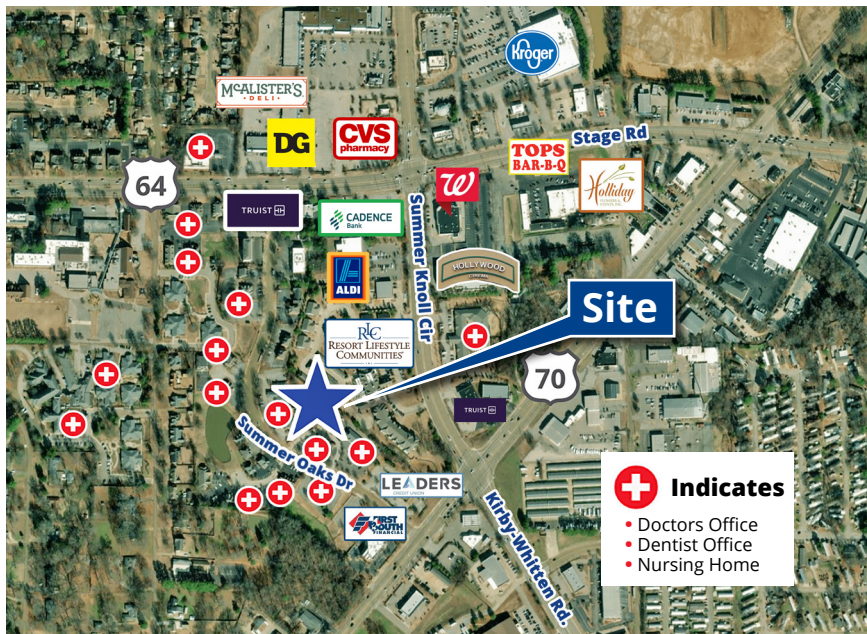 Kroger
McALISTER'S
DELI
DG
CVS
pharmacy
Stage Rd
TOPS
BAR-B-Q
64
W
Holliday
TRUIST
CADENCE
Bank
Summer Knoll Cir
HOLLYWOOD
ALDI
Site
RLC
RESORT LIFESTYLE
COMMUNITIES
70
TRUIST
Summer Oaks Dr
LEADERS
CREDIT UNION
FIRST
SOUTH
FINANCIAL
Kirby-Whitten Rd.
Indicates
• Doctors Office
• Dentist Office
• Nursing Home